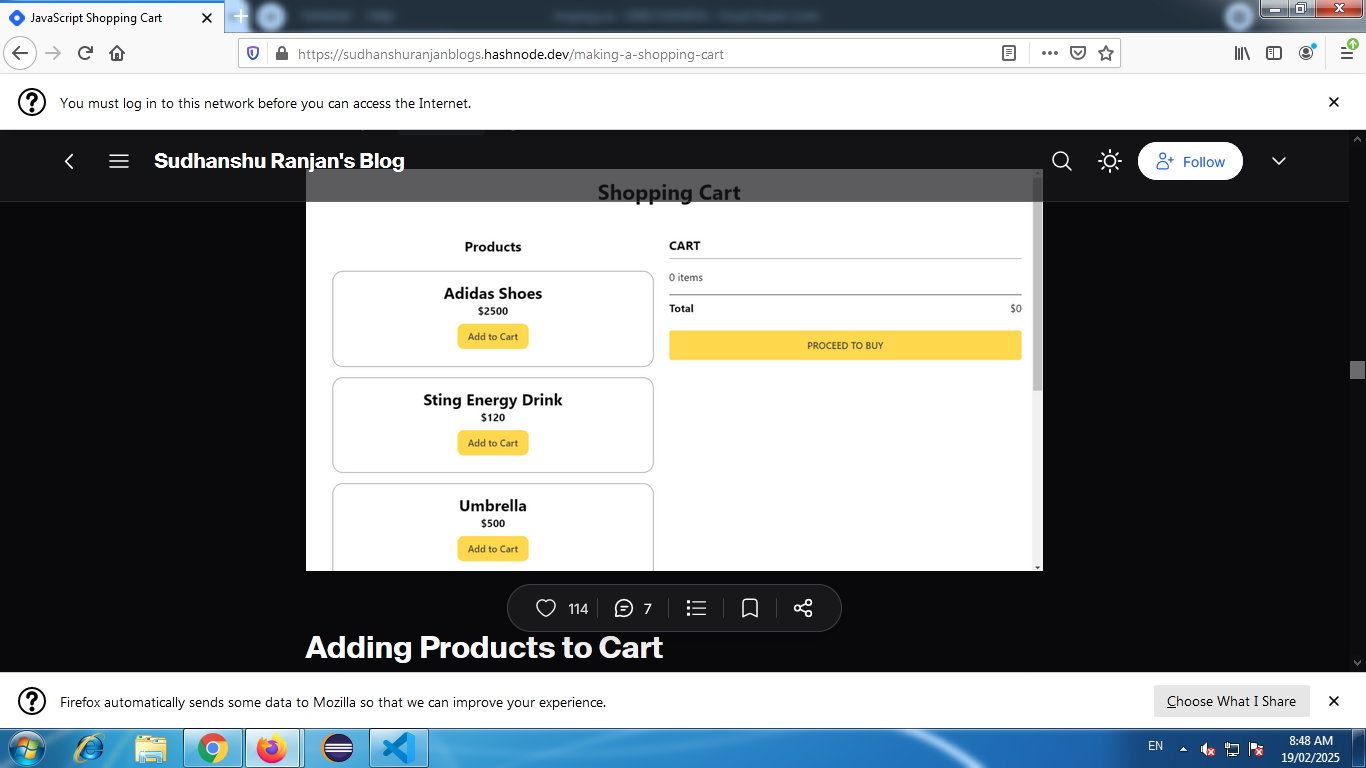 JavaScript Shopping Cart
https://sudhanshuranjanblogs.hashnode.dev/making-a-shopping-cart
You must log in to this network before you can access the Internet.
Sudhanshu Ranjan's Blog
Follow
Shopping Cart
Products
CART
0 items
Total $0
PROCEED TO BUY
Adidas Shoes
$2500
Add to Cart
Sting Energy Drink
$120
Add to Cart
Umbrella
$500
Add to Cart
114 7
Adding Products to Cart
Firefox automatically sends some data to Mozilla so that we can improve your experience.
Choose What I Share
EN
8:48 AM
19/02/2025